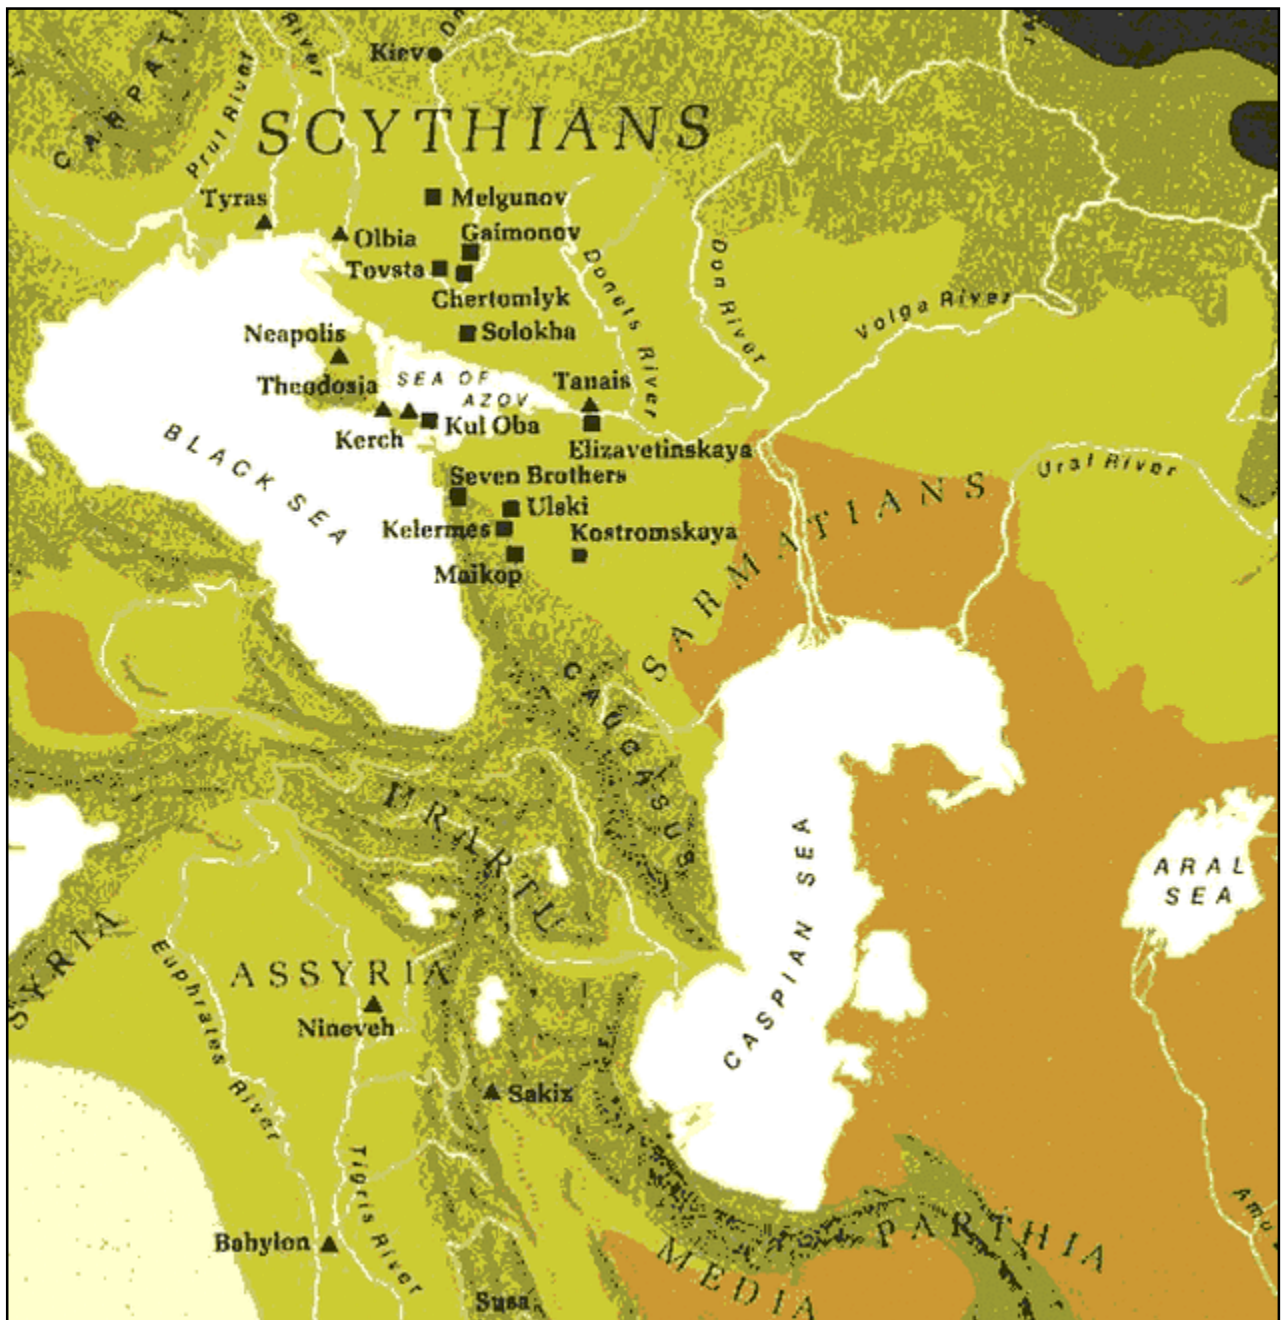 Kiev
CARPAT
Prut River
River
SCYTHIANS
Tyras
Melgunov
Olbia
Gaimonov
Tovsta
Chertomlyk
Donets River
Don River
Volga River
Neapolis
Solokha
Theodosia
SEA OF
AZOV
Tanais
Kerch
Kul Oba
Elizavetinskaya
BLACK SEA
Seven Brothers
Ural River
Ulski
Kelermes
Kostromskaya
Maikop
SARMATIANS
CAUCASUS
URARTU
CASPIAN SEA
ARAL
SEA
SYRIA
Euphrates River
ASSYRIA
Nineveh
Sakiz
Tigris River
Babylon
Susa
MEDIA
PARTHIA
Amu